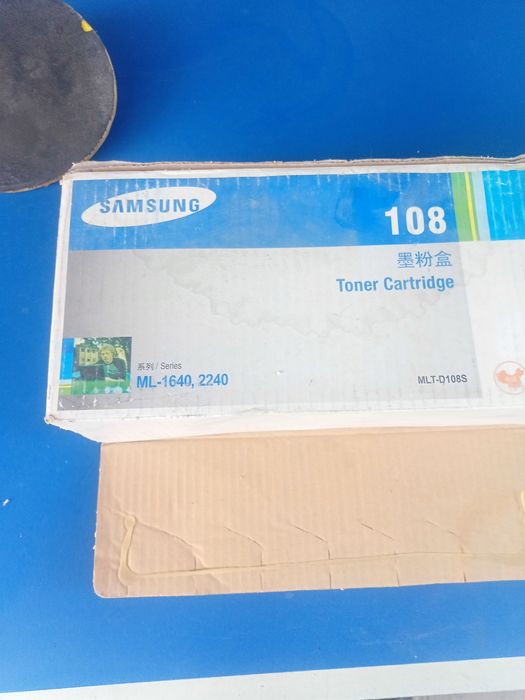 SAMSUNG
108
墨粉盒
Toner Cartridge
系列 / Series
ML-1640, 2240
MLT-D108S